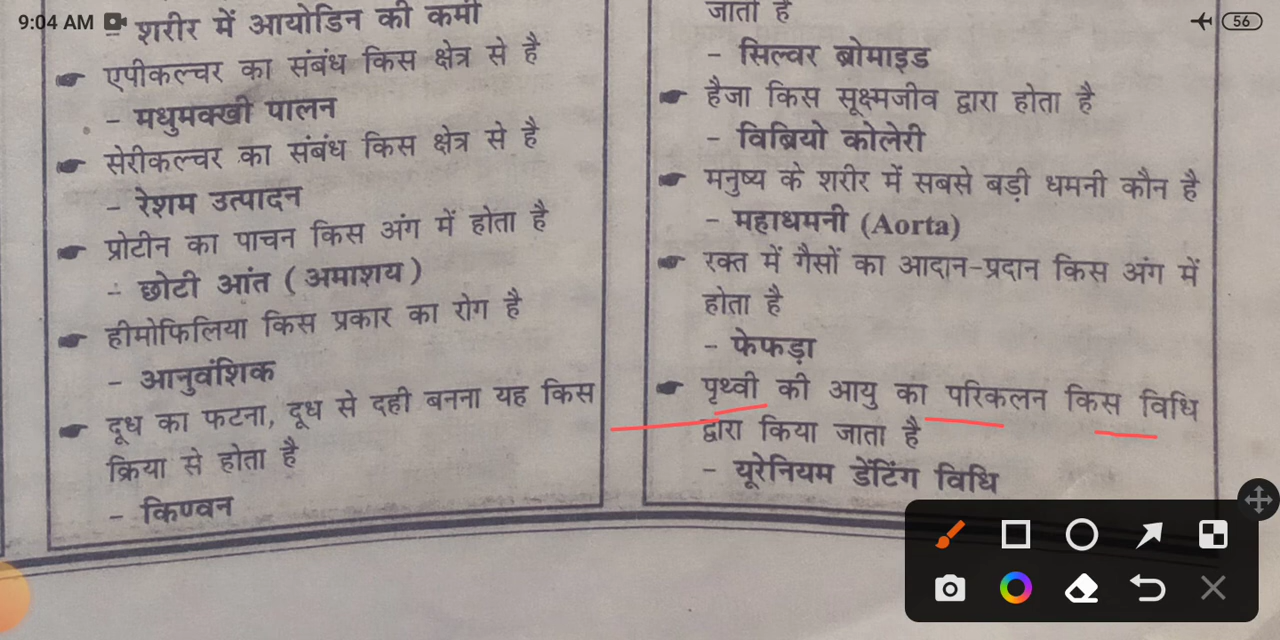 9:04 AM
56
- शरीर में आयोडिन की कमी
एपीकल्चर का संबंध किस क्षेत्र से है
- मधुमक्खी पालन
सेरीकल्चर का संबंध किस क्षेत्र से है
- रेशम उत्पादन
प्रोटीन का पाचन किस अंग में होता है
- छोटी आंत ( अमाशय )
हीमोफिलिया किस प्रकार का रोग है
- आनुवंशिक
दूध का फटना, दूध से दही बनना यह किस
क्रिया से होता है
- किण्वन
जाता है
- सिल्वर ब्रोमाइड
हैजा किस सूक्ष्मजीव द्वारा होता है
- विब्रियो कोलेरी
मनुष्य के शरीर में सबसे बड़ी धमनी कौन है
- महाधमनी (Aorta)
रक्त में गैसों का आदान-प्रदान किस अंग में
होता है
- फेफड़ा
पृथ्वी की आयु का परिकलन किस विधि
द्वारा किया जाता है
- यूरेनियम डेंटिंग विधि